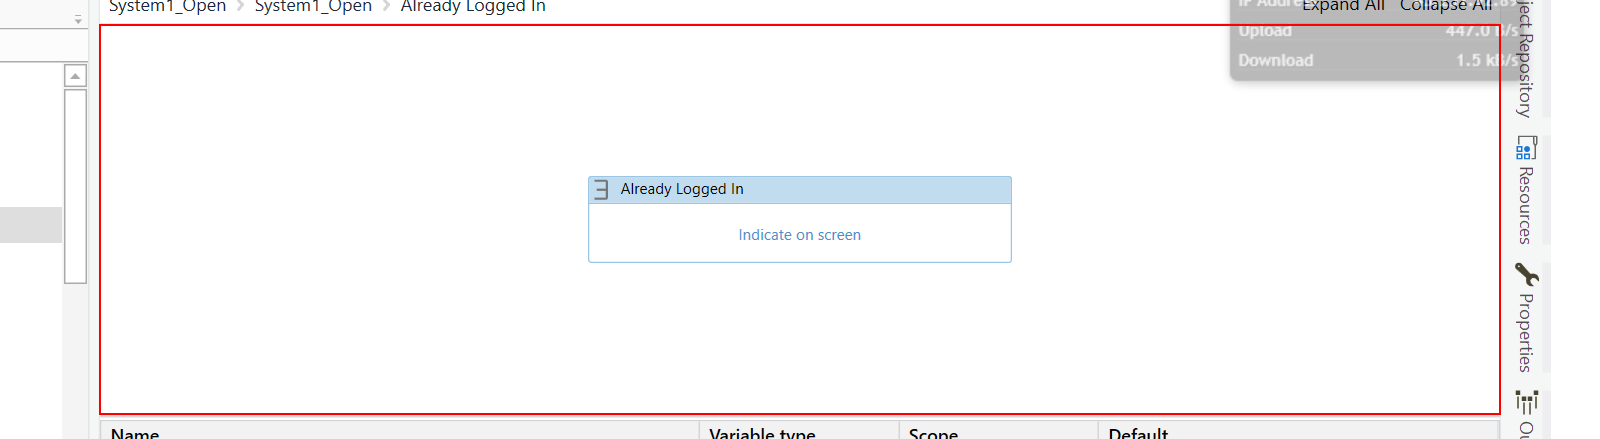 System1_Open > System1_Open > Already Logged In
Expand All Collapse All
IP Addre
Upload 447.0 B/s
Download 1.5 kB/s
Already Logged In
Indicate on screen
ject Repository
Resources
Properties
Ou
Name Variable type Scope Default